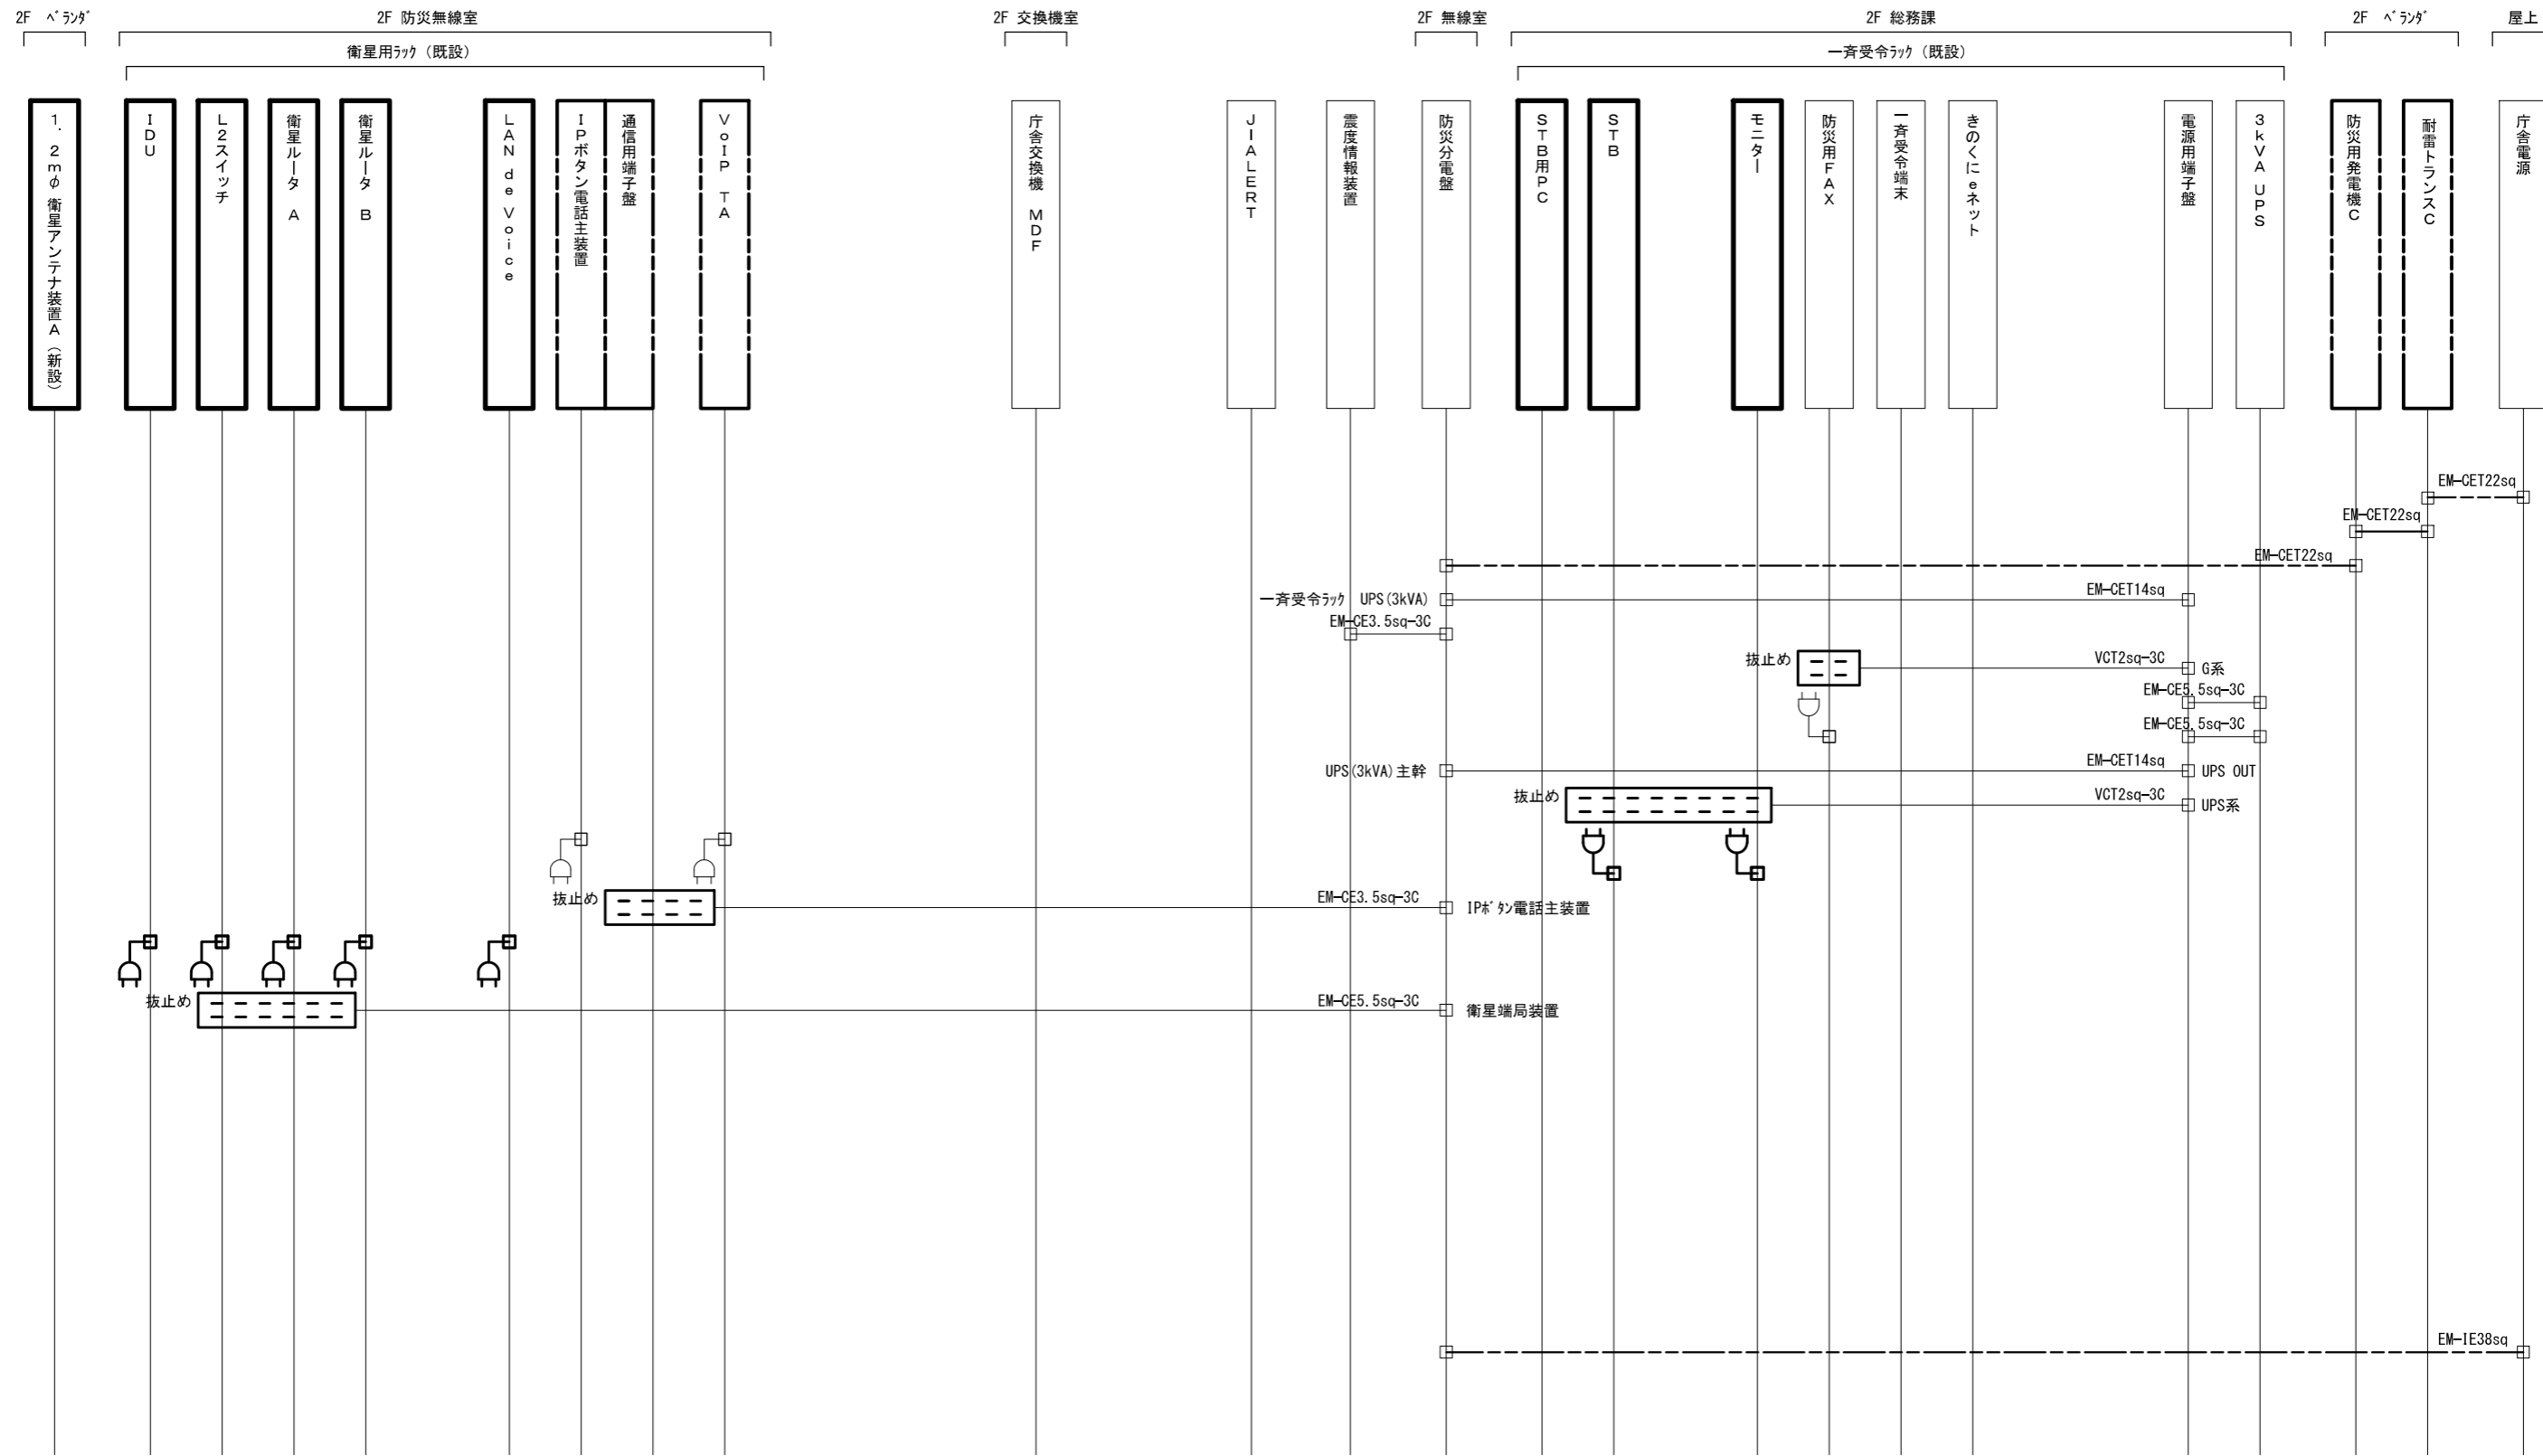 2F ﾍﾞﾗﾝﾀﾞ
2F 防災無線室
2F 交換機室
2F 無線室
2F 総務課
2F ﾍﾞﾗﾝﾀﾞ
屋上
衛星用ﾗｯｸ（既設）
一斉受令ﾗｯｸ（既設）
１．２ｍφ 衛星アンテナ装置Ａ（新設）
ＩＤＵ
Ｌ２スイッチ
衛星ルータ Ａ
衛星ルータ Ｂ
ＬＡＮ ｄｅ Ｖｏｉｃｅ
ＩＰボタン電話主装置
通信用端子盤
ＶｏＩＰ ＴＡ
庁舎交換機 ＭＤＦ
ＪＩＡＬＥＲＴ
震度情報装置
防災分電盤
ＳＴＢ用ＰＣ
ＳＴＢ
モニター
防災用ＦＡＸ
一斉受令端末
きのくにｅネット
電源用端子盤
３ｋＶＡ ＵＰＳ
防災用発電機Ｃ
耐雷トランスＣ
庁舎電源
EM-CET22sq
EM-CET22sq
EM-CET22sq
一斉受令ﾗｯｸ UPS(3kVA)
EM-CET14sq
EM-CE3.5sq-3C
抜止め
VCT2sq-3C
G系
EM-CE5.5sq-3C
EM-CE5.5sq-3C
UPS(3kVA)主幹
EM-CET14sq
UPS OUT
抜止め
VCT2sq-3C
UPS系
抜止め
EM-CE3.5sq-3C
IPﾎﾞﾀﾝ電話主装置
抜止め
EM-CE5.5sq-3C
衛星端局装置
EM-IE38sq